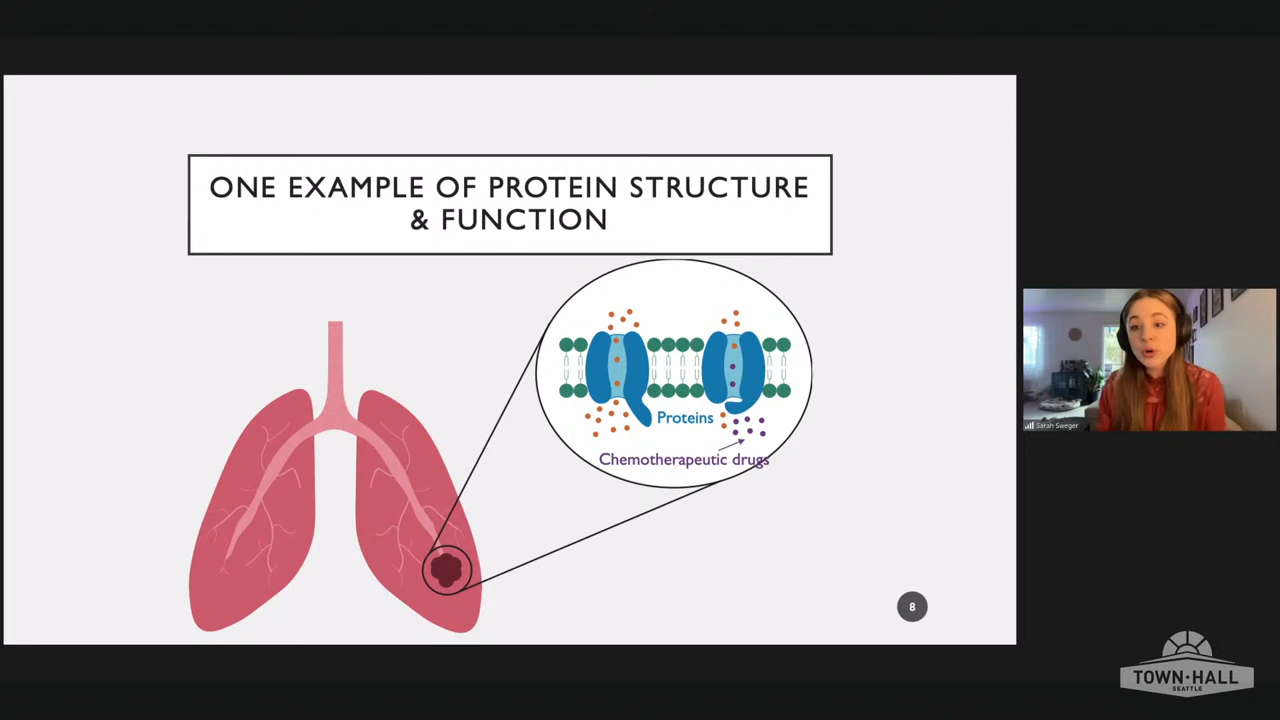 ONE EXAMPLE OF PROTEIN STRUCTURE
& FUNCTION
Proteins
Chemotherapeutic drugs
8
Sarah Sweger
TOWN·HALL
SEATTLE